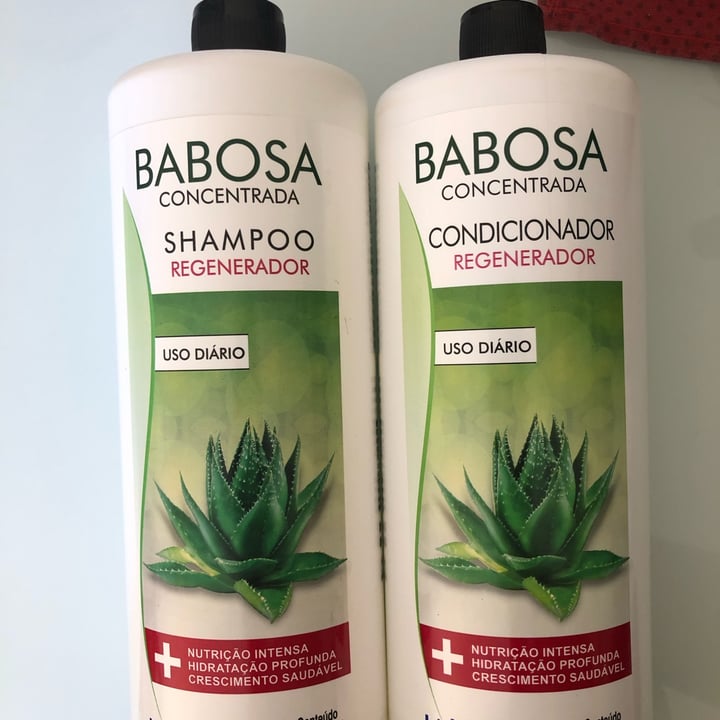 BABOSA
CONCENTRADA
SHAMPOO
REGENERADOR
USO DIÁRIO
NUTRIÇÃO INTENSA
HIDRATAÇÃO PROFUNDA
CRESCIMENTO SAUDÁVEL
BABOSA
CONCENTRADA
CONDICIONADOR
REGENERADOR
USO DIÁRIO
NUTRIÇÃO INTENSA
HIDRATAÇÃO PROFUNDA
CRESCIMENTO SAUDÁVEL